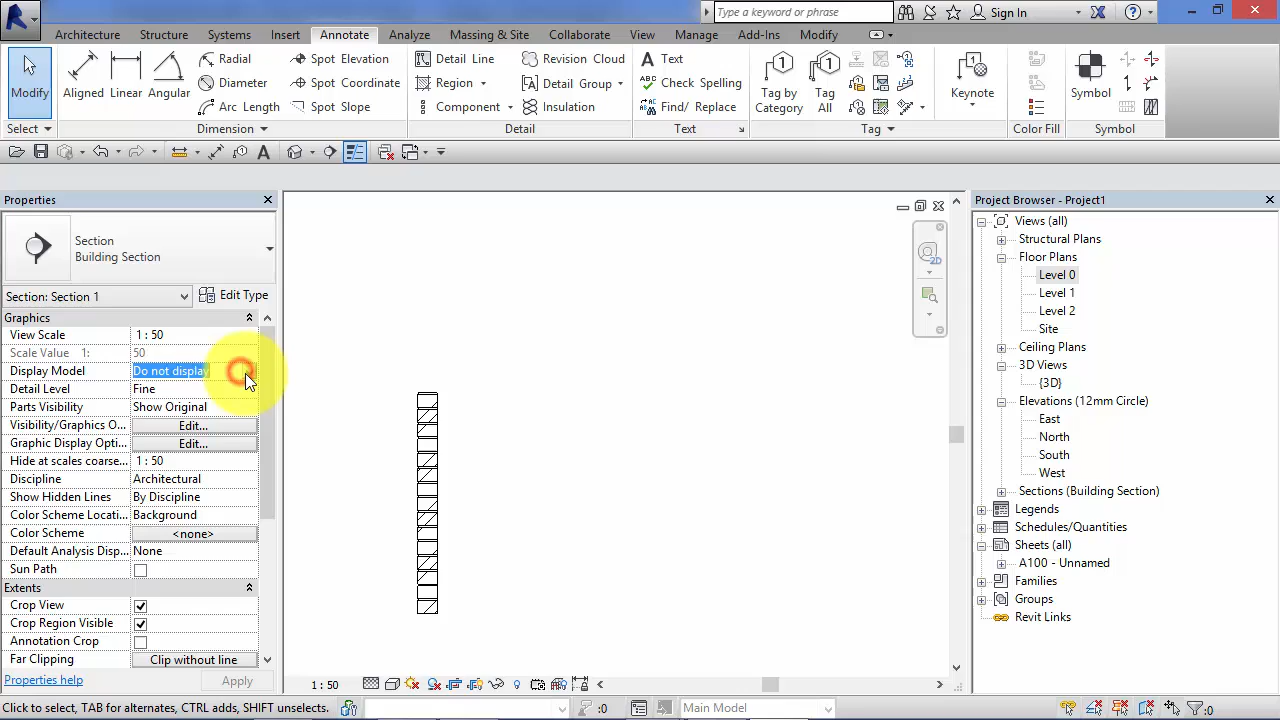 Type a keyword or phrase
Sign In
Architecture Structure Systems Insert Annotate Analyze Massing & Site Collaborate View Manage Add-Ins Modify
Modify
Select
Aligned
Linear
Angular
Radial
Diameter
Arc Length
Spot Elevation
Spot Coordinate
Spot Slope
Dimension
Detail Line
Region
Component
Revision Cloud
Detail Group
Insulation
Detail
Text
Check Spelling
Find/ Replace
Text
Tag by
Category
Tag
All
Tag
Keynote
Color Fill
Symbol
Symbol
Properties
Section
Building Section
Section: Section 1
Edit Type
Graphics
View Scale 1 : 50
Scale Value 1: 50
Display Model Do not display
Detail Level Fine
Parts Visibility Show Original
Visibility/Graphics O... Edit...
Graphic Display Opti... Edit...
Hide at scales coarse... 1 : 50
Discipline Architectural
Show Hidden Lines By Discipline
Color Scheme Locati... Background
Color Scheme <none>
Default Analysis Disp... None
Sun Path
Extents
Crop View
Crop Region Visible
Annotation Crop
Far Clipping Clip without line
Properties help
Apply
2D
1 : 50
Project Browser - Project1
Views (all)
Structural Plans
Floor Plans
Level 0
Level 1
Level 2
Site
Ceiling Plans
3D Views
{3D}
Elevations (12mm Circle)
East
North
South
West
Sections (Building Section)
Legends
Schedules/Quantities
Sheets (all)
A100 - Unnamed
Families
Groups
Revit Links
Click to select, TAB for alternates, CTRL adds, SHIFT unselects.
:0
Main Model
:0